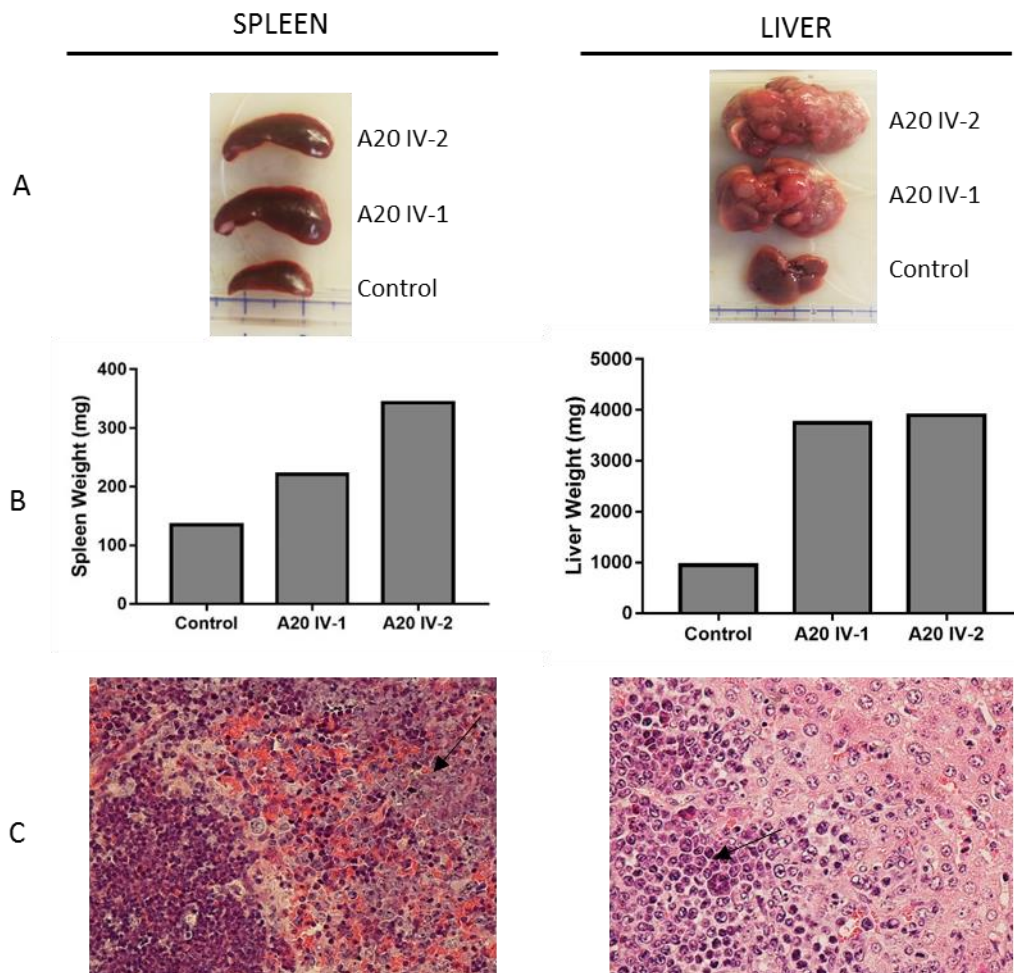 SPLEEN
LIVER
A
A20 IV-2
A20 IV-1
Control
A20 IV-2
A20 IV-1
Control
B
Spleen Weight (mg)
400
300
200
100
0
Control A20 IV-1 A20 IV-2
Liver Weight (mg)
5000
4000
3000
2000
1000
0
Control A20 IV-1 A20 IV-2
C